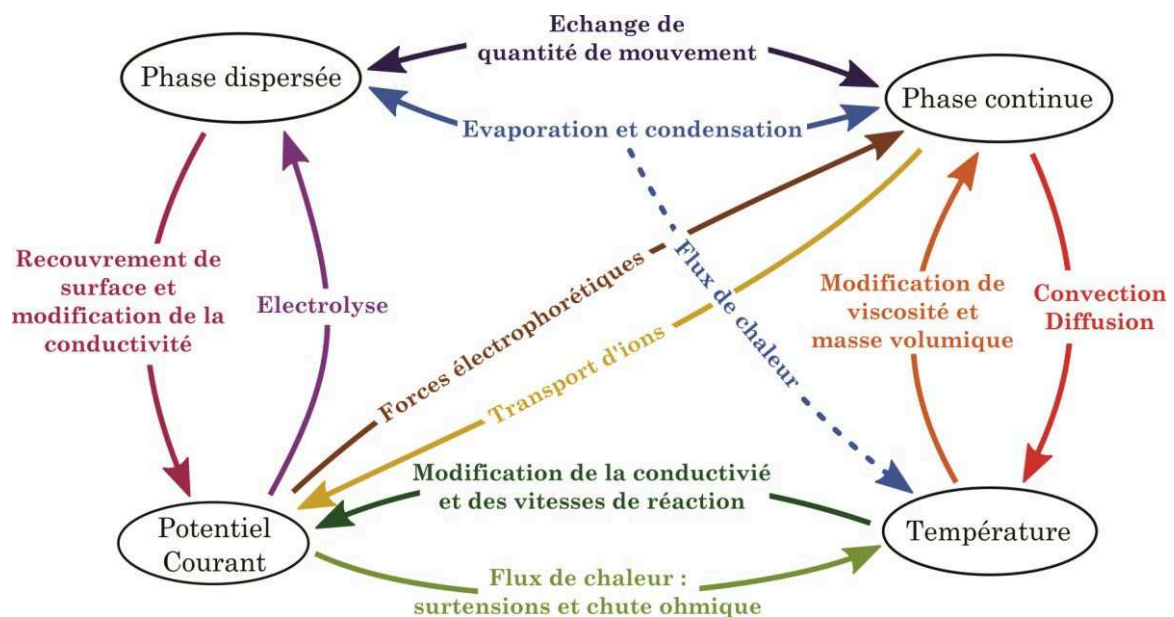 Echange de
quantité de mouvement
Phase dispersée
Phase continue
Evaporation et condensation
Recouvrement de
surface et
modification de la
conductivité
Electrolyse
Forces électrophorétiques
Transport d'ions
Flux de chaleur
Modification de
viscosité et
masse volumique
Convection
Diffusion
Modification de la conductivié
et des vitesses de réaction
Potentiel
Courant
Température
Flux de chaleur :
surtensions et chute ohmique